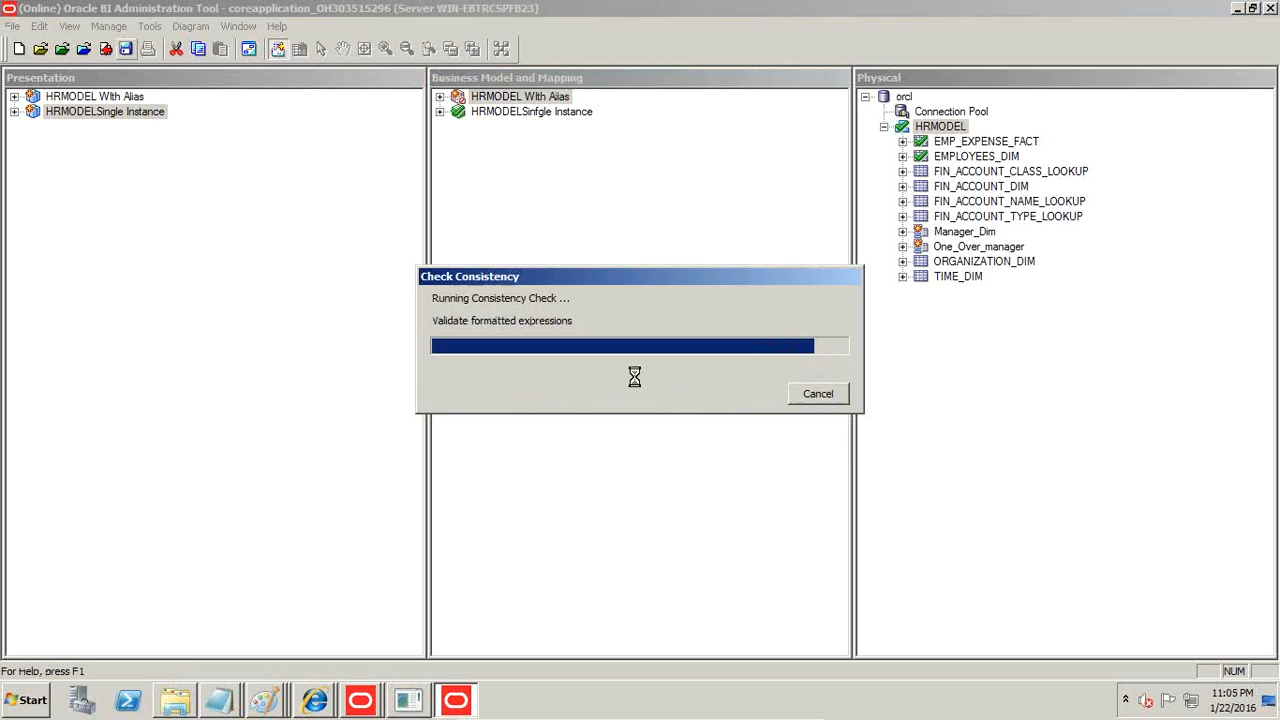 (Online) Oracle BI Administration Tool - coreapplication_OH303515296 (Server WIN-EBTRCSPFB23)
File Edit View Manage Tools Diagram Window Help
Presentation
HRMODEL WIth Alias
HRMODELSingle Instance
Business Model and Mapping
HRMODEL WIth Alias
HRMODELSinfgle Instance
Physical
orcl
Connection Pool
HRMODEL
EMP_EXPENSE_FACT
EMPLOYEES_DIM
FIN_ACCOUNT_CLASS_LOOKUP
FIN_ACCOUNT_DIM
FIN_ACCOUNT_NAME_LOOKUP
FIN_ACCOUNT_TYPE_LOOKUP
Manager_Dim
One_Over_manager
ORGANIZATION_DIM
TIME_DIM
Check Consistency
Running Consistency Check ...
Validate formatted expressions
Cancel
For Help, press F1
NUM
Start
11:05 PM
1/22/2016